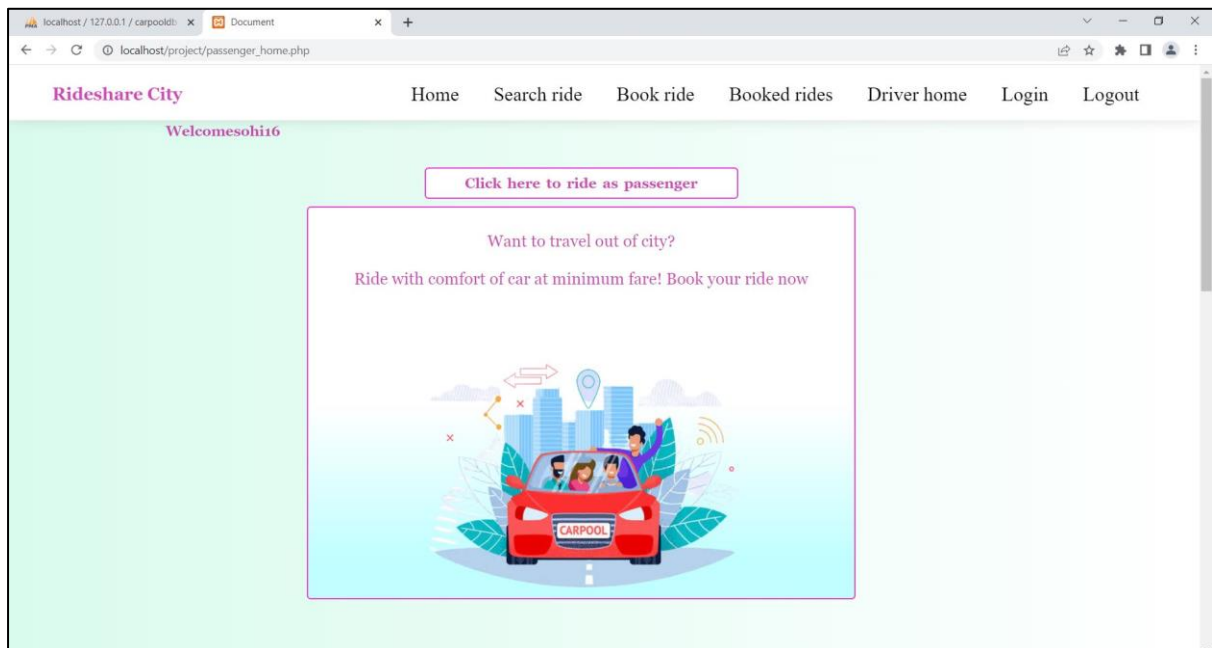 localhost / 127.0.0.1 / carpooldb
Document
localhost/project/passenger_home.php
Rideshare City
Home Search ride Book ride Booked rides Driver home Login Logout
Welcomesohi16
Click here to ride as passenger
Want to travel out of city?
Ride with comfort of car at minimum fare! Book your ride now
CARPOOL